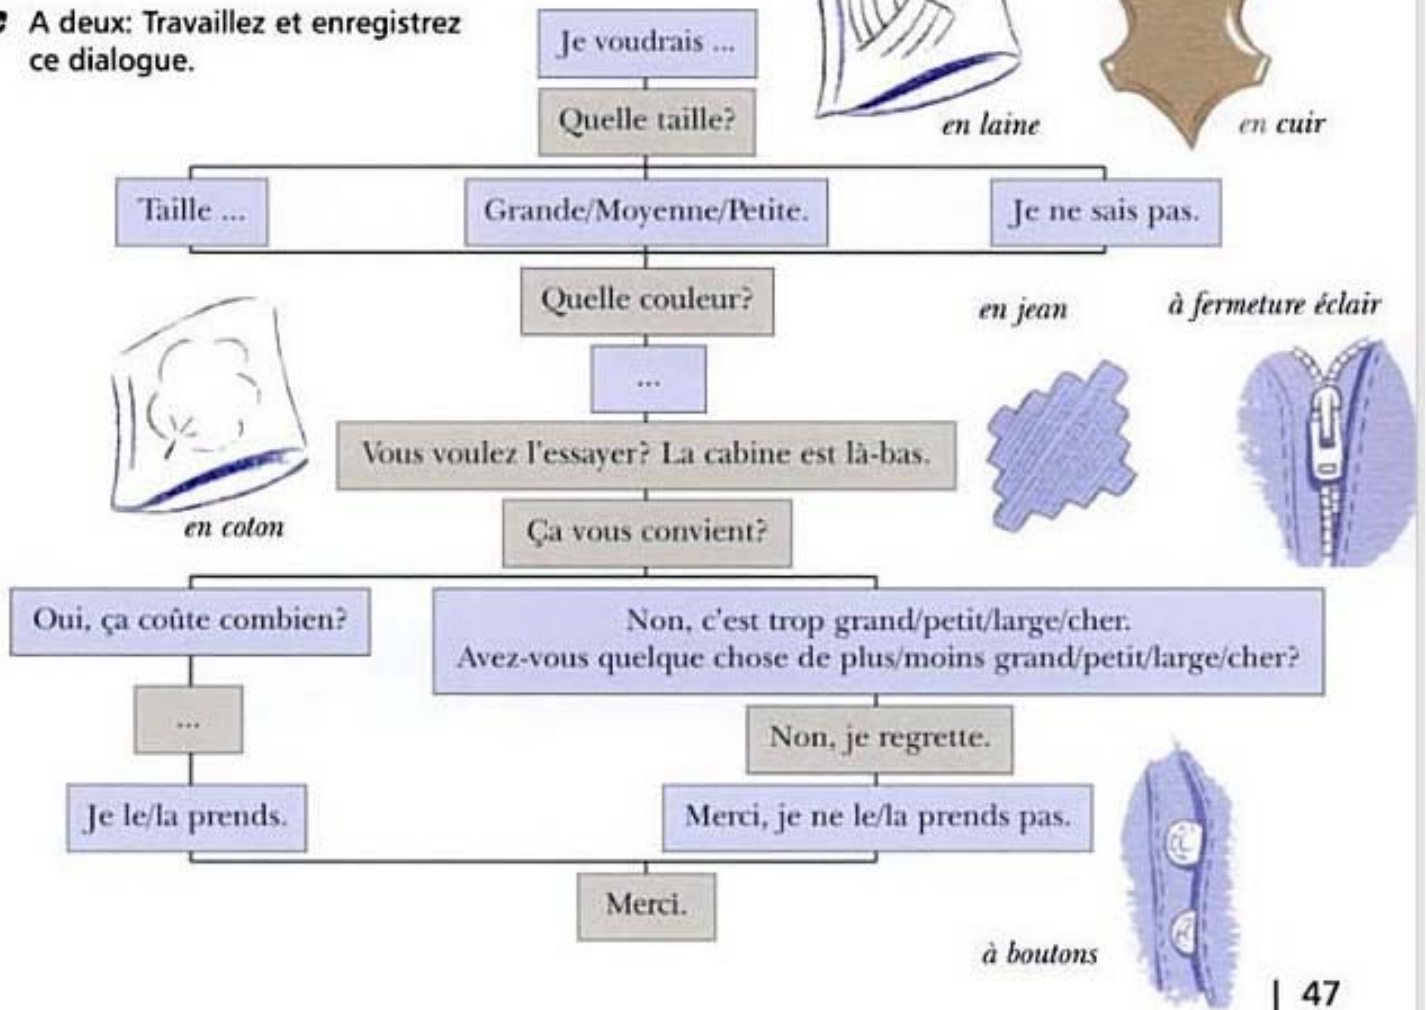 A deux: Travaillez et enregistrez
ce dialogue.
Je voudrais ...
Quelle taille?
en laine
en cuir
Taille ...
Grande/Moyenne/Petite.
Je ne sais pas.
Quelle couleur?
en jean
à fermeture éclair
...
Vous voulez l'essayer? La cabine est là-bas.
en coton
Ça vous convient?
Oui, ça coûte combien?
Non, c'est trop grand/petit/large/cher.
Avez-vous quelque chose de plus/moins grand/petit/large/cher?
...
Non, je regrette.
Je le/la prends.
Merci, je ne le/la prends pas.
Merci.
à boutons
47